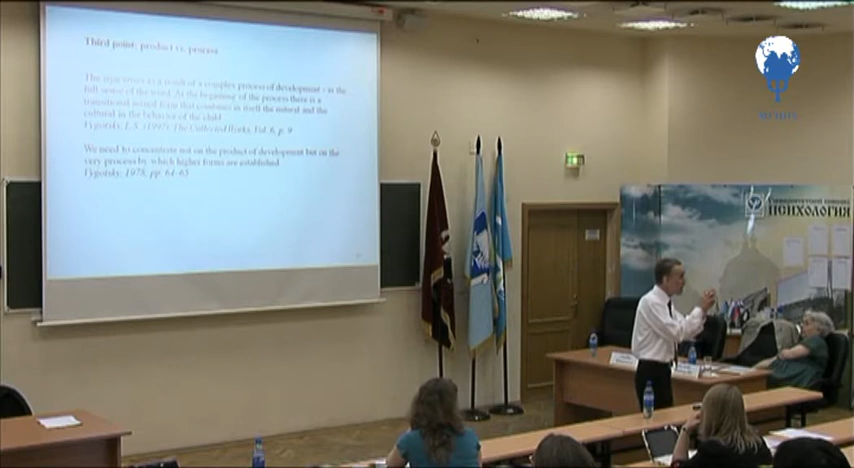 Third point: product vs. process
The sign arises as a result of a complex process of development – in the
full sense of the word. At the beginning of the process there is a
transitional mixed form that combines in itself the natural and the
cultural in the behavior of the child
Vygotsky, L.S. (1997). The Collected Works, Vol. 6, p. 9
We need to concentrate not on the product of development but on the
very process by which higher forms are established
Vygotsky, 1978, pp. 64-65
ПСИХОЛОГИЯ